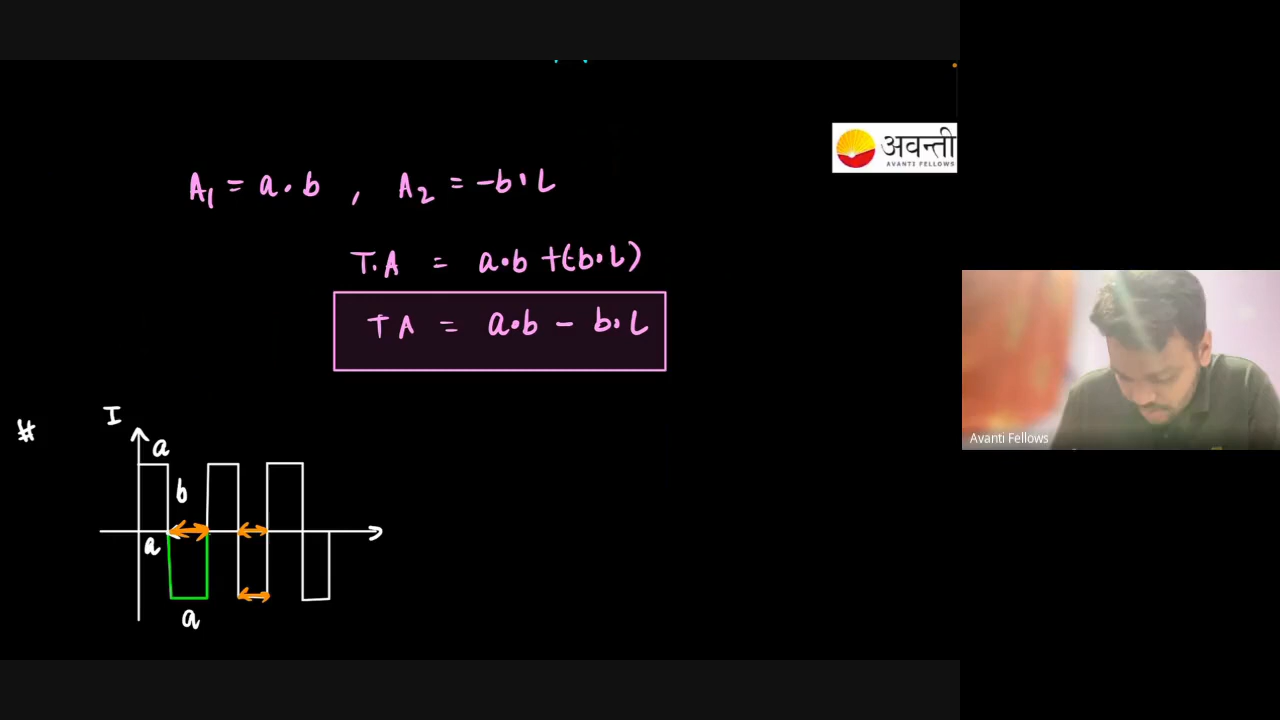 अवन्ती
AVANTI FELLOWS
A₁ = a·b , A₂ = -b·L
T.A = a·b +(-b·L)
TA = a·b - b·L
Avanti Fellows
# I
a
b
a
a